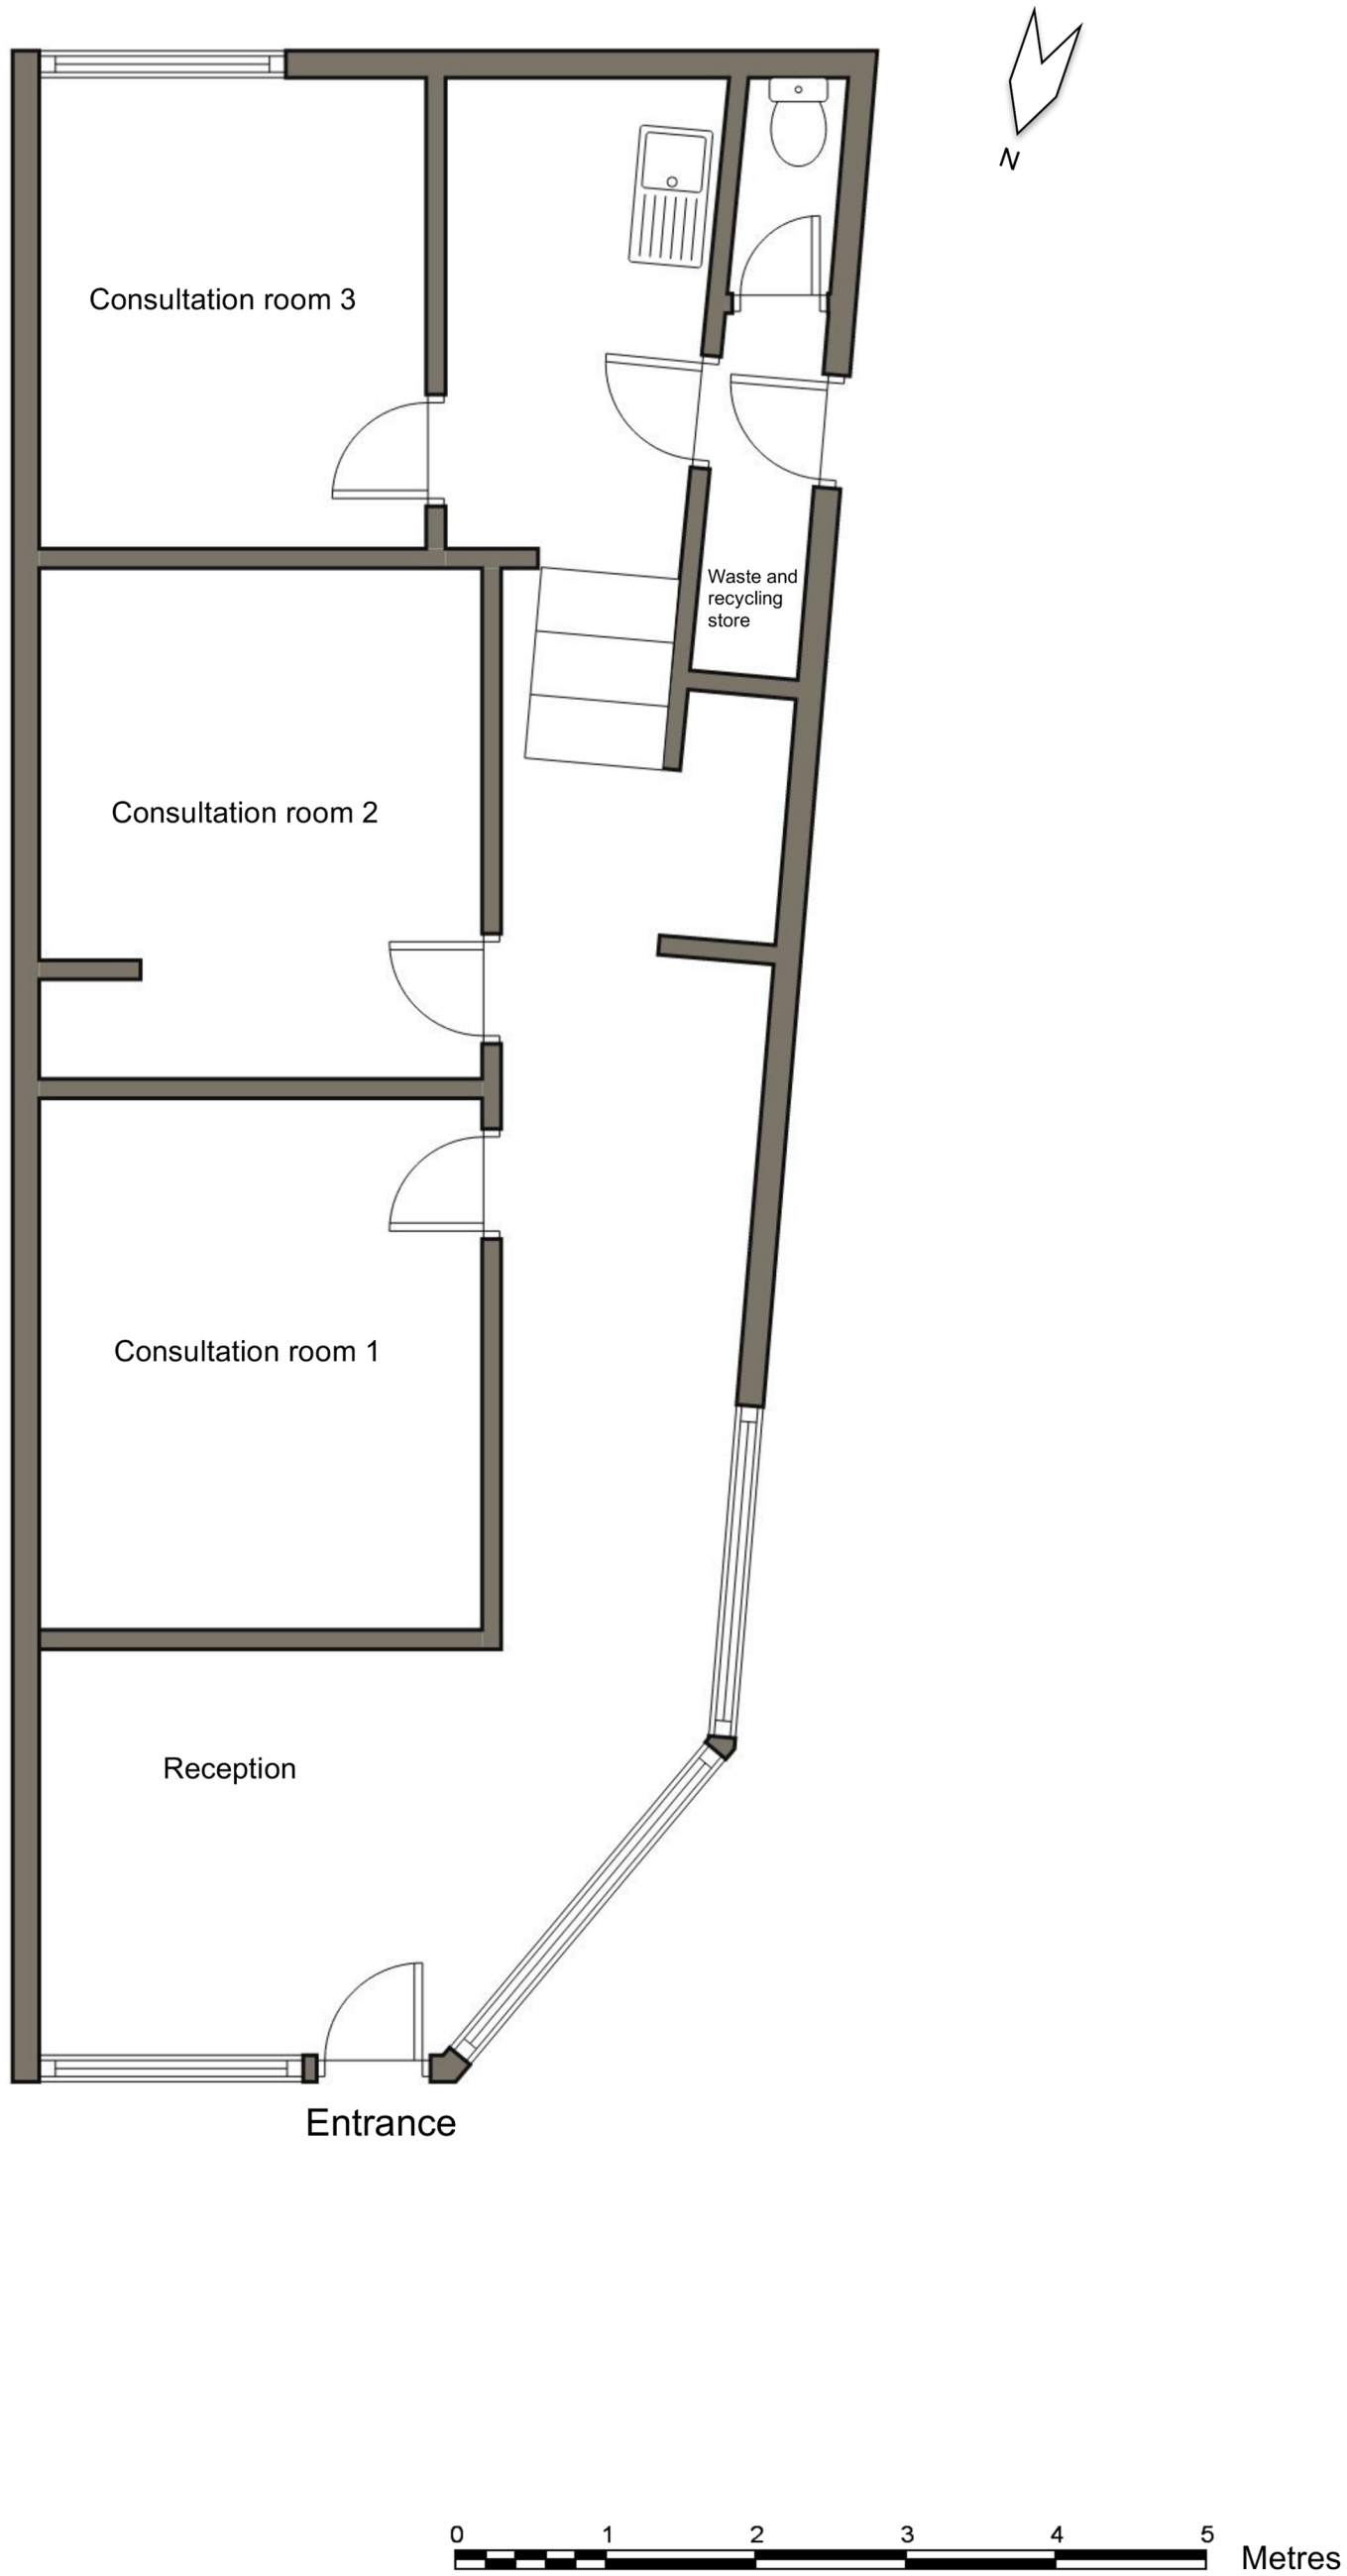 N
Consultation room 3
Waste and
recycling
store
Consultation room 2
Consultation room 1
Reception
Entrance
0 1 2 3 4 5
Metres